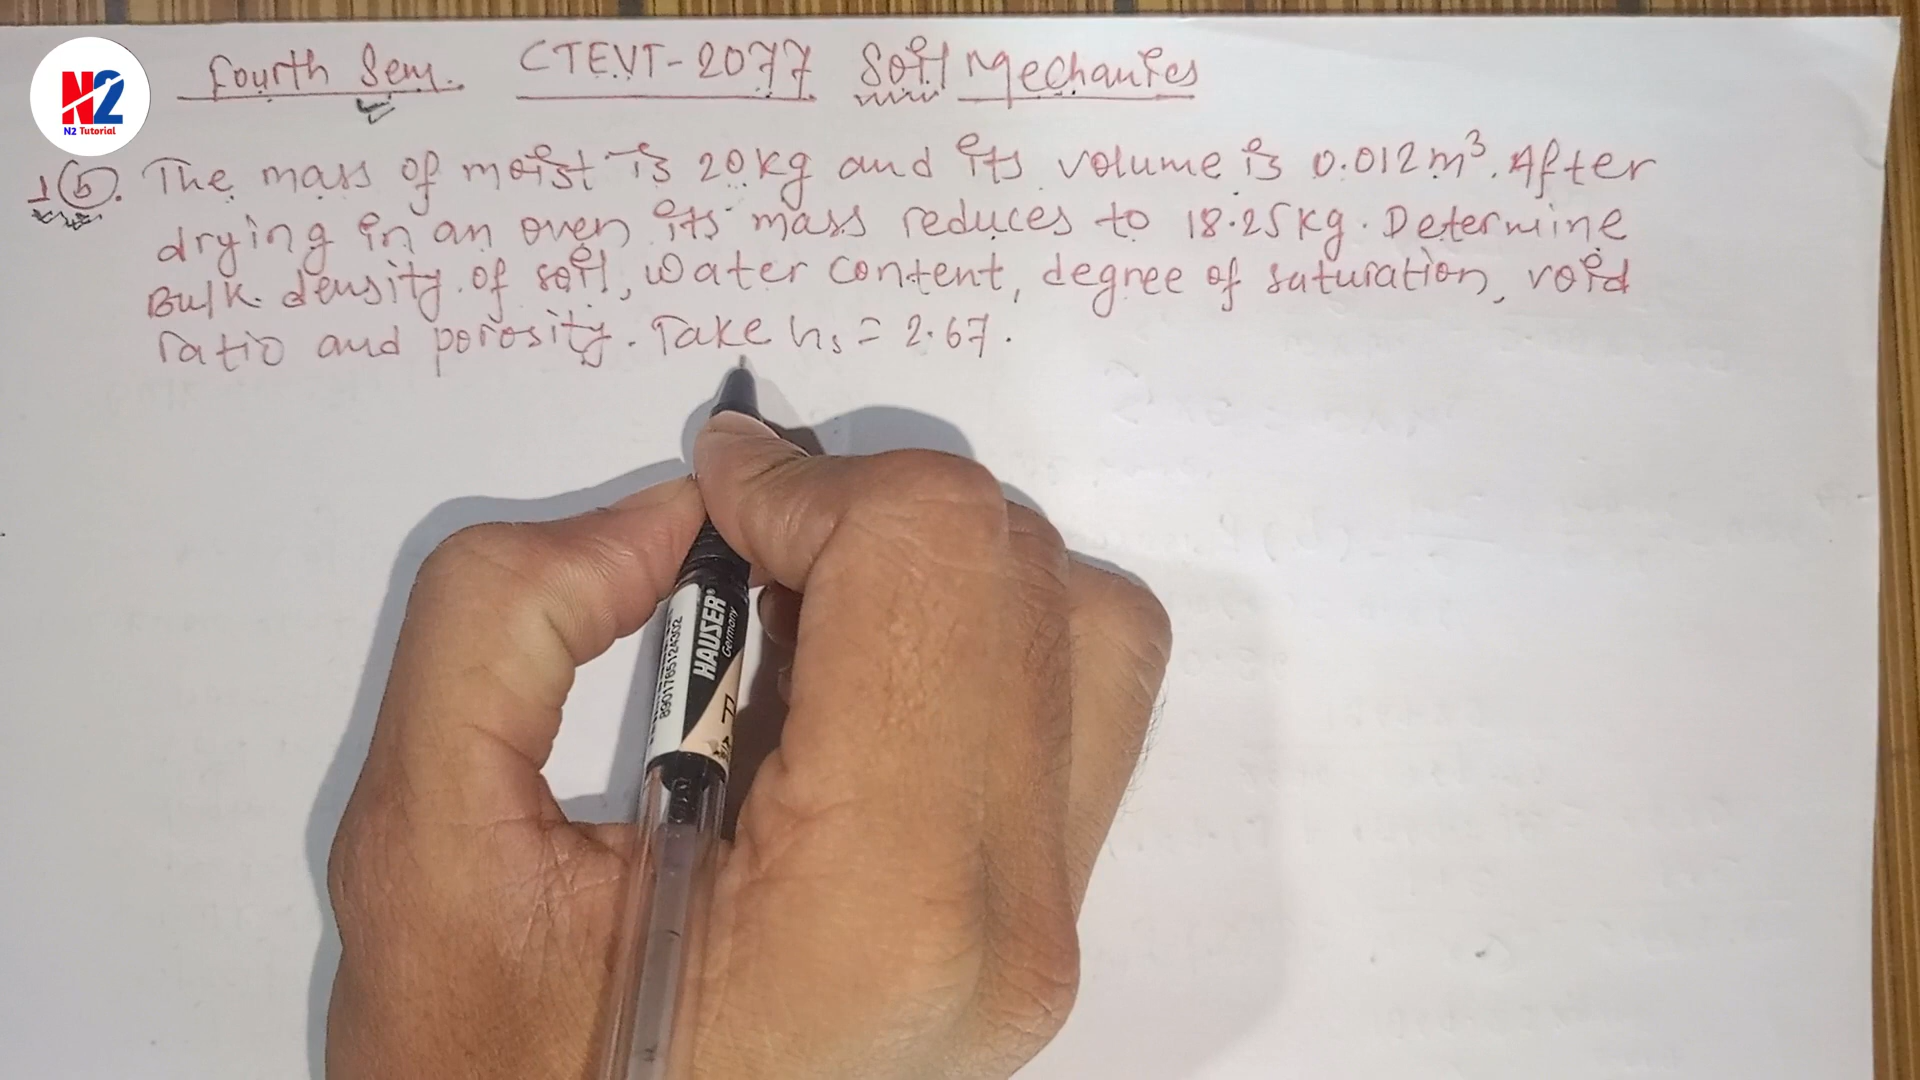 N2
N2 Tutorial
Fourth Sem. CTEVT-2077 Soil Mechanics
1(b). The mass of moist is 20kg and its volume is 0.012m³. After
drying in an oven its mass reduces to 18.25kg. Determine
Bulk density of soil, water content, degree of saturation, void
ratio and porosity. Take Gs = 2.67.
HAUSER®
Germany
8901765124302